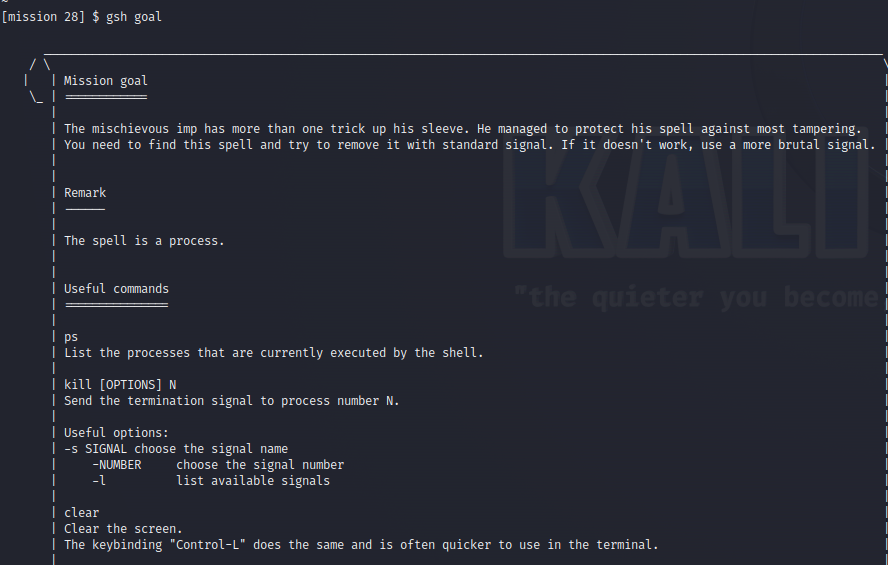 ~
[mission 28] $ gsh goal
Mission goal
============
The mischievous imp has more than one trick up his sleeve. He managed to protect his spell against most tampering.
You need to find this spell and try to remove it with standard signal. If it doesn't work, use a more brutal signal.
Remark
------
The spell is a process.
Useful commands
===============
ps
List the processes that are currently executed by the shell.
kill [OPTIONS] N
Send the termination signal to process number N.
Useful options:
-s SIGNAL choose the signal name
-NUMBER     choose the signal number
-l          list available signals
clear
Clear the screen.
The keybinding "Control-L" does the same and is often quicker to use in the terminal.
KALI
"the quieter you become